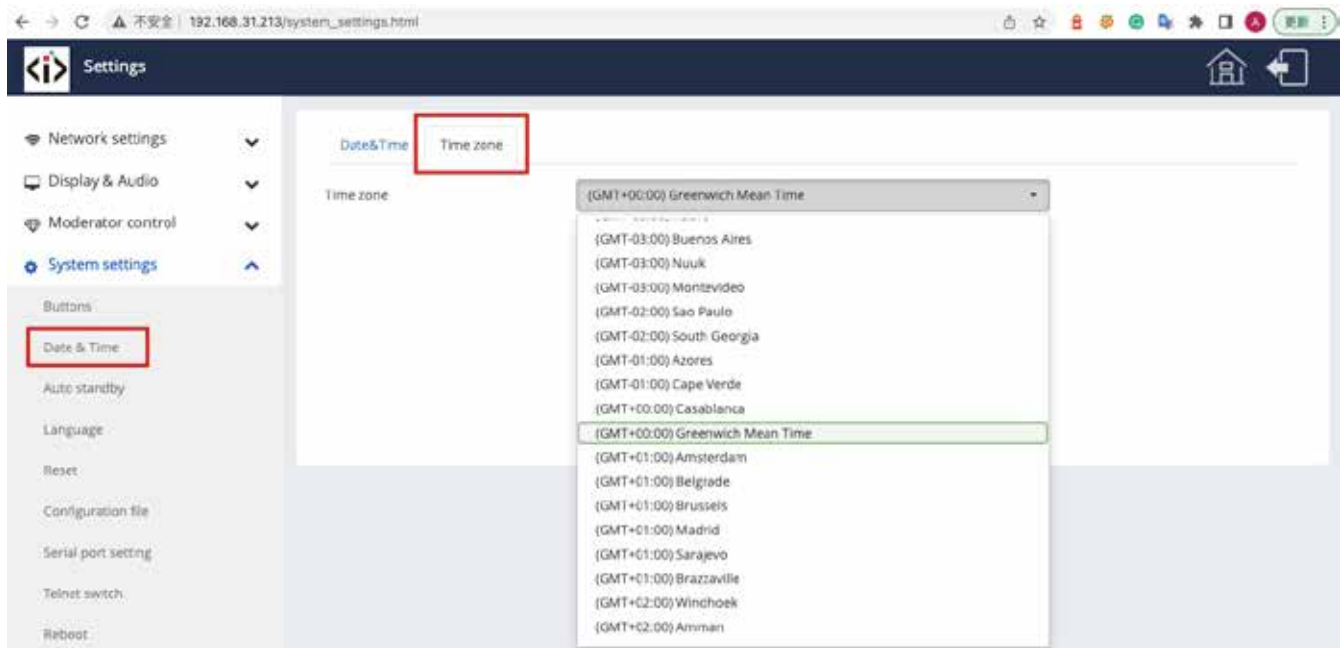 不安全 192.168.31.213/system_settings.html
更新
<i> Settings
Network settings
Display & Audio
Moderator control
System settings
Buttons
Date & Time
Auto standby
Language
Reset
Configuration file
Serial port setting
Telnet switch
Reboot
Date&Time Time zone
Time zone (GMT+00:00) Greenwich Mean Time
(GMT-03:00) Buenos Aires
(GMT-03:00) Nuuk
(GMT-03:00) Montevideo
(GMT-02:00) Sao Paulo
(GMT-02:00) South Georgia
(GMT-01:00) Azores
(GMT-01:00) Cape Verde
(GMT+00:00) Casablanca
(GMT+00:00) Greenwich Mean Time
(GMT+01:00) Amsterdam
(GMT+01:00) Belgrade
(GMT+01:00) Brussels
(GMT+01:00) Madrid
(GMT+01:00) Sarajevo
(GMT+01:00) Brazzaville
(GMT+02:00) Windhoek
(GMT+02:00) Amman